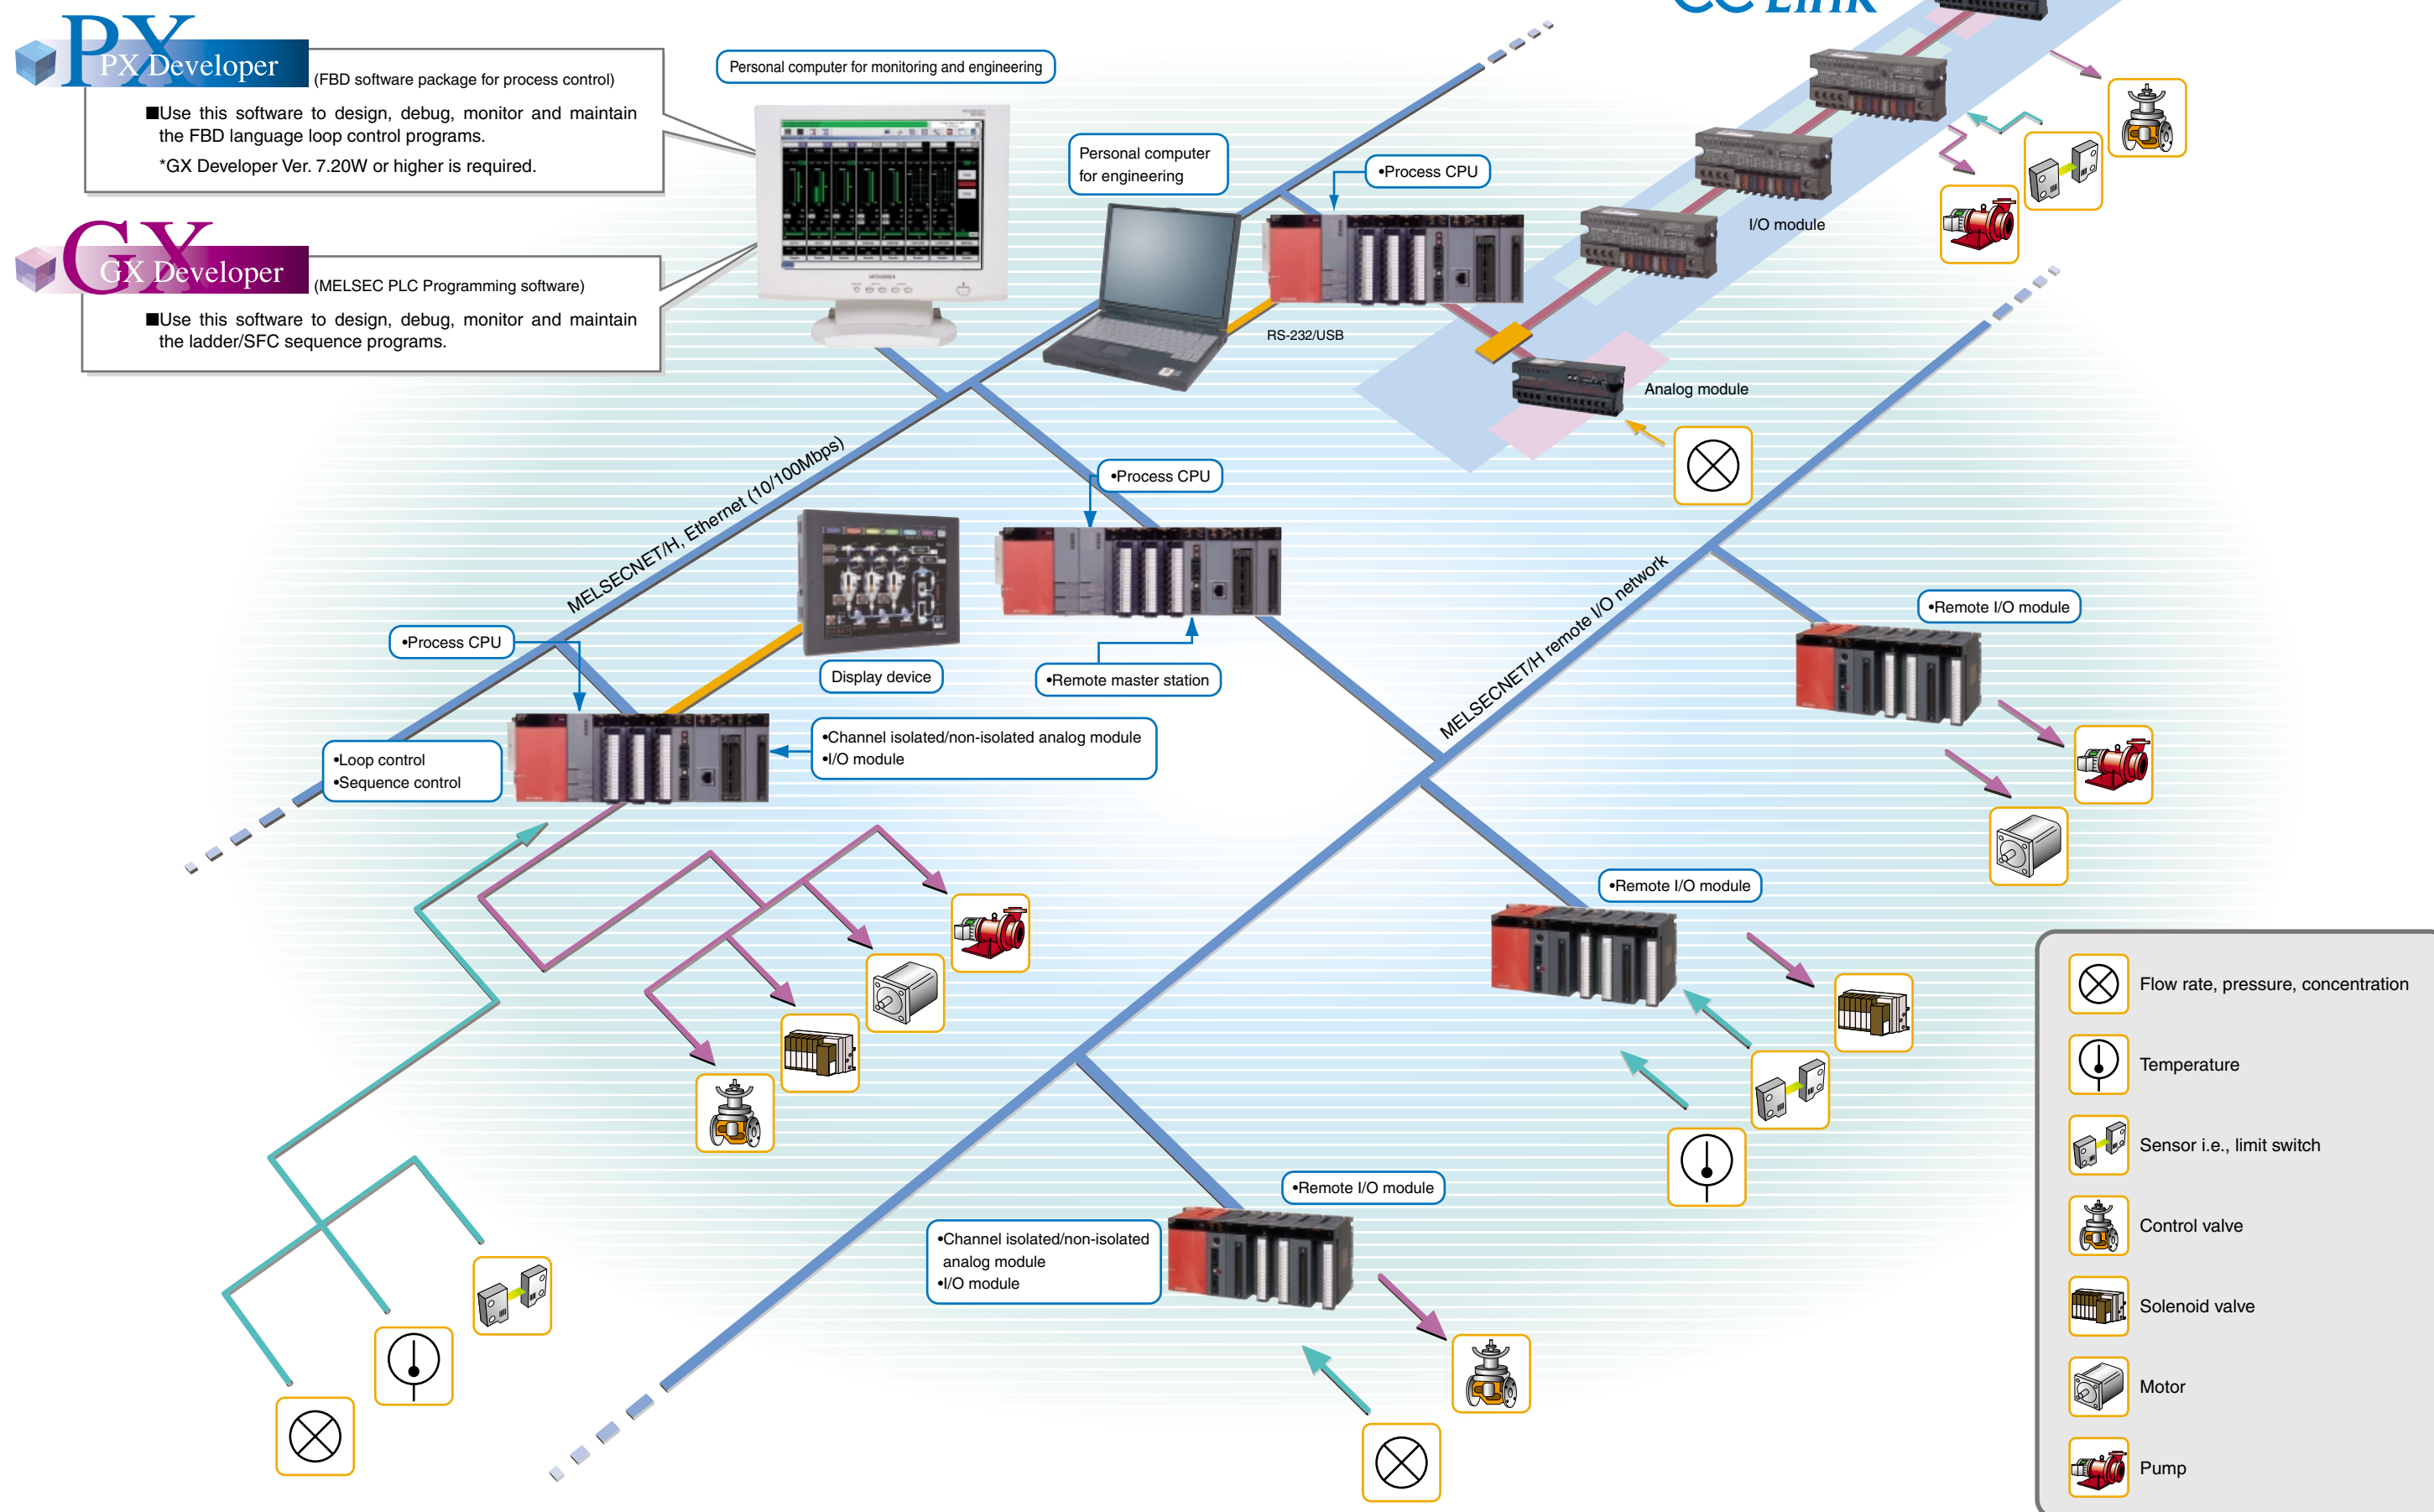 PX
PX Developer
(FBD software package for process control)
■Use this software to design, debug, monitor and maintain
the FBD language loop control programs.
*GX Developer Ver. 7.20W or higher is required.
GX
GX Developer
(MELSEC PLC Programming software)
■Use this software to design, debug, monitor and maintain
the ladder/SFC sequence programs.
Personal computer for monitoring and engineering
Personal computer
for engineering
•Process CPU
RS-232/USB
CC-Link
I/O module
Analog module
MELSECNET/H, Ethernet (10/100Mbps)
•Process CPU
Display device
•Remote master station
•Process CPU
•Loop control
•Sequence control
•Channel isolated/non-isolated analog module
•I/O module
MELSECNET/H remote I/O network
•Remote I/O module
•Remote I/O module
•Remote I/O module
•Channel isolated/non-isolated
analog module
•I/O module
Flow rate, pressure, concentration
Temperature
Sensor i.e., limit switch
Control valve
Solenoid valve
Motor
Pump